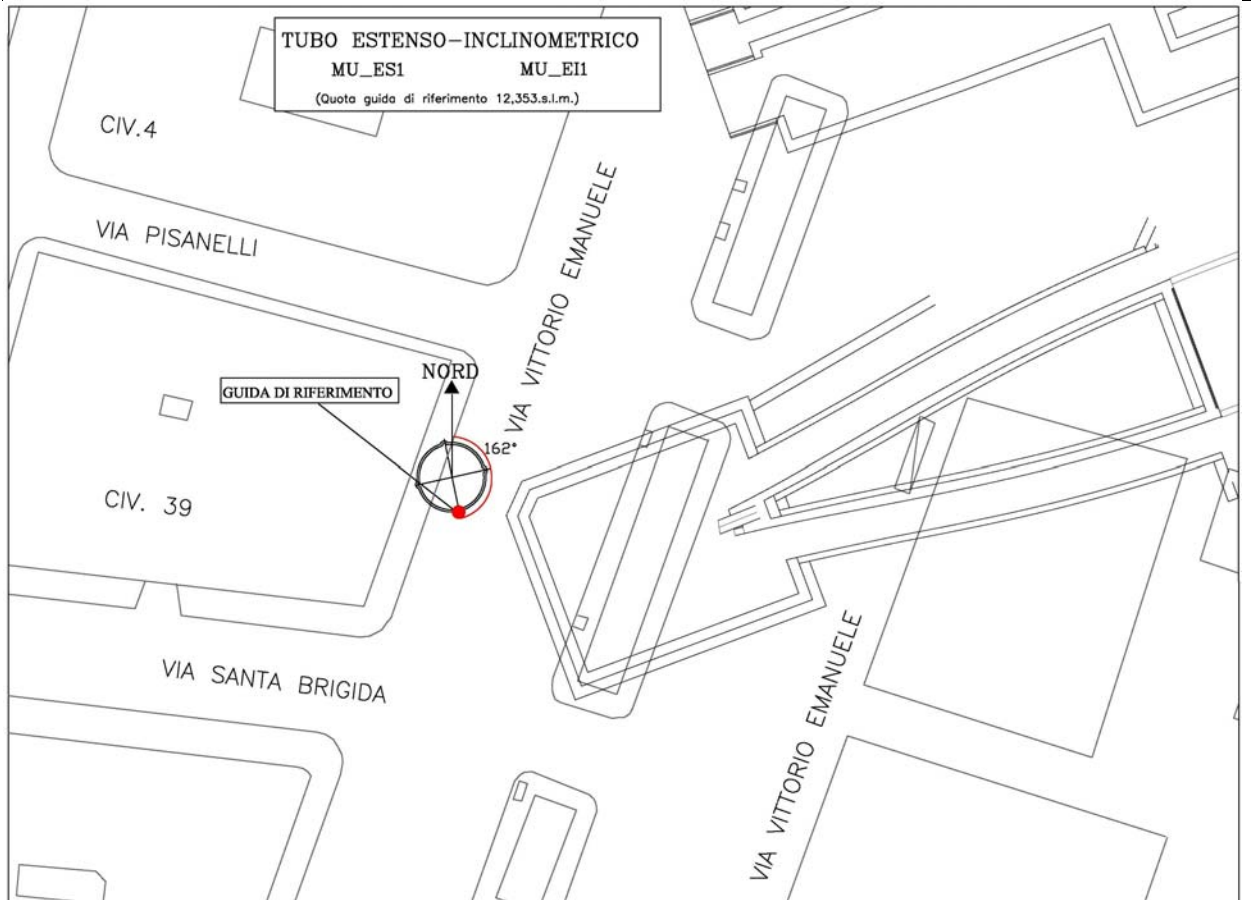 TUBO ESTENSO-INCLINOMETRICO
MU_ES1 MU_EI1
(Quota guida di riferimento 12,353.s.l.m.)
CIV.4
VIA PISANELLI
VIA VITTORIO EMANUELE
NORD
GUIDA DI RIFERIMENTO
162°
CIV. 39
VIA SANTA BRIGIDA
VIA VITTORIO EMANUELE